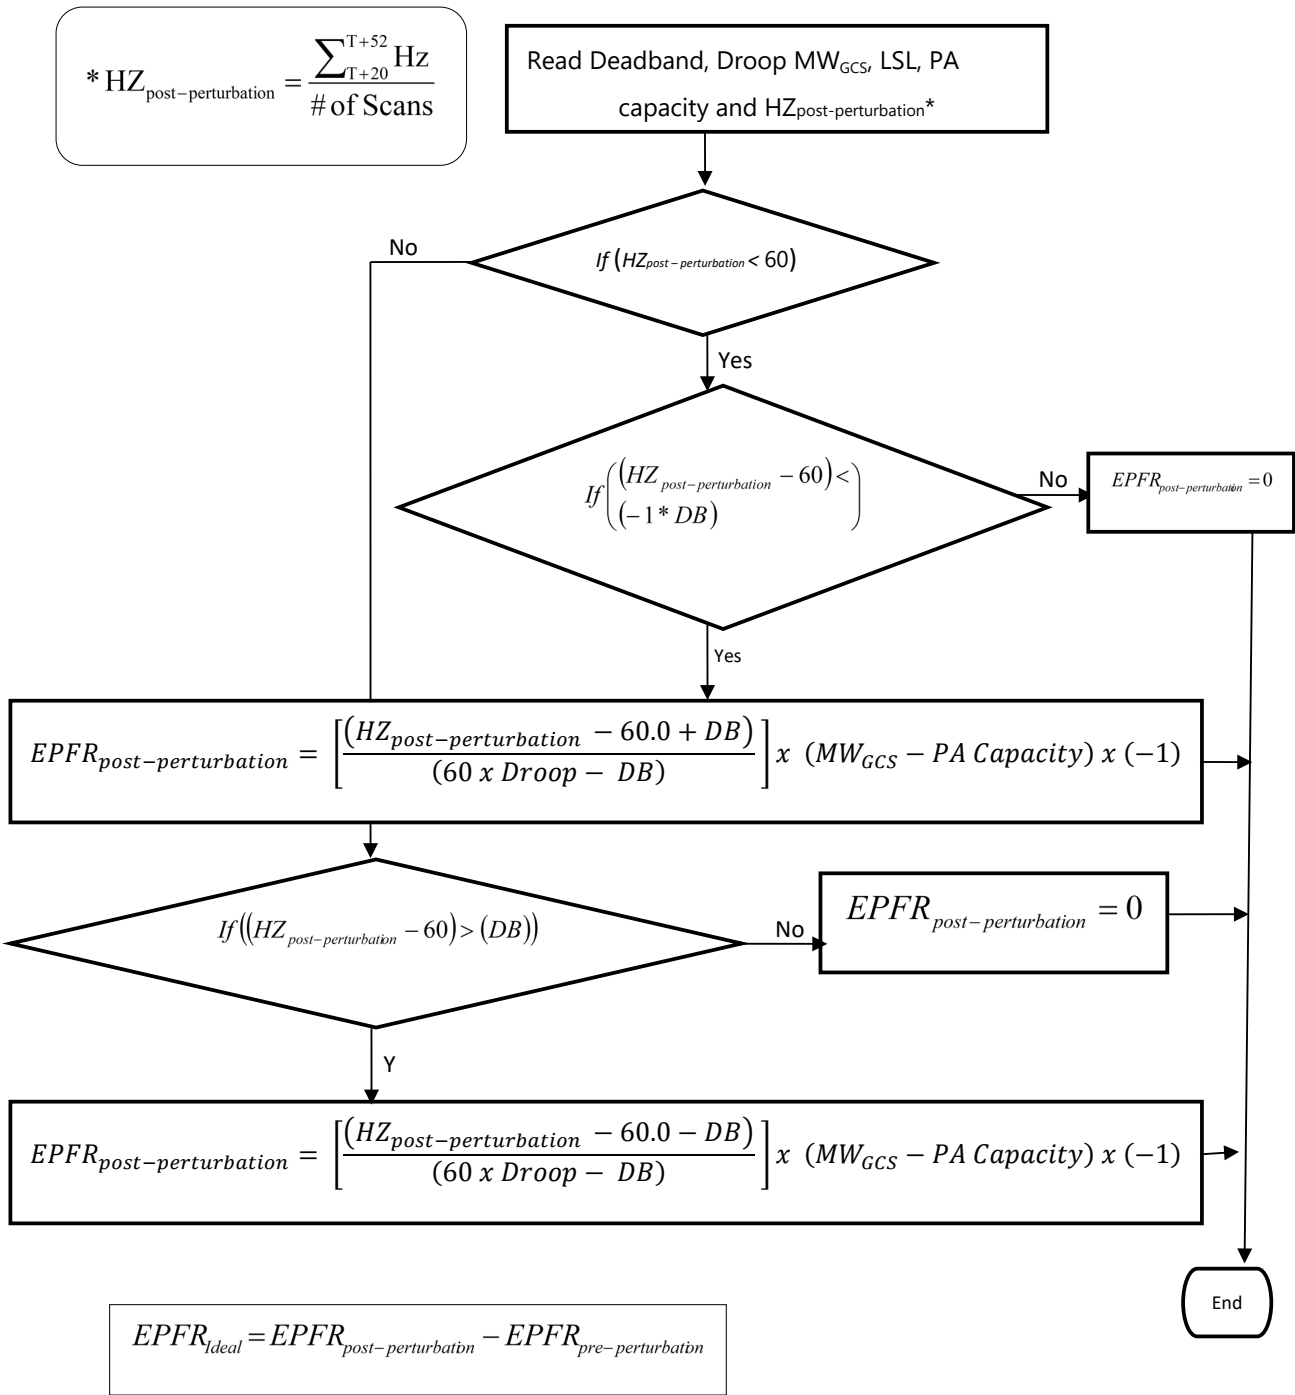 * HZ_post−perturbation = ∑_T+20^T+52 Hz / # of Scans
Read Deadband, Droop MW_GCS, LSL, PA
capacity and HZ_post-perturbation*
No
If (HZ_post−perturbation < 60)
Yes
If ((HZ_post−perturbation − 60) <
(−1 * DB))
No
EPFR_post−perturbation = 0
Yes
EPFR_post−perturbation = [(HZ_post−perturbation − 60.0 + DB) / (60 x Droop − DB)] x (MW_GCS − PA Capacity) x (−1)
If ((HZ_post−perturbation − 60) > (DB))
No
EPFR_post−perturbation = 0
Y
EPFR_post−perturbation = [(HZ_post−perturbation − 60.0 − DB) / (60 x Droop − DB)] x (MW_GCS − PA Capacity) x (−1)
End
EPFR_Ideal = EPFR_post−perturbation − EPFR_pre−perturbation